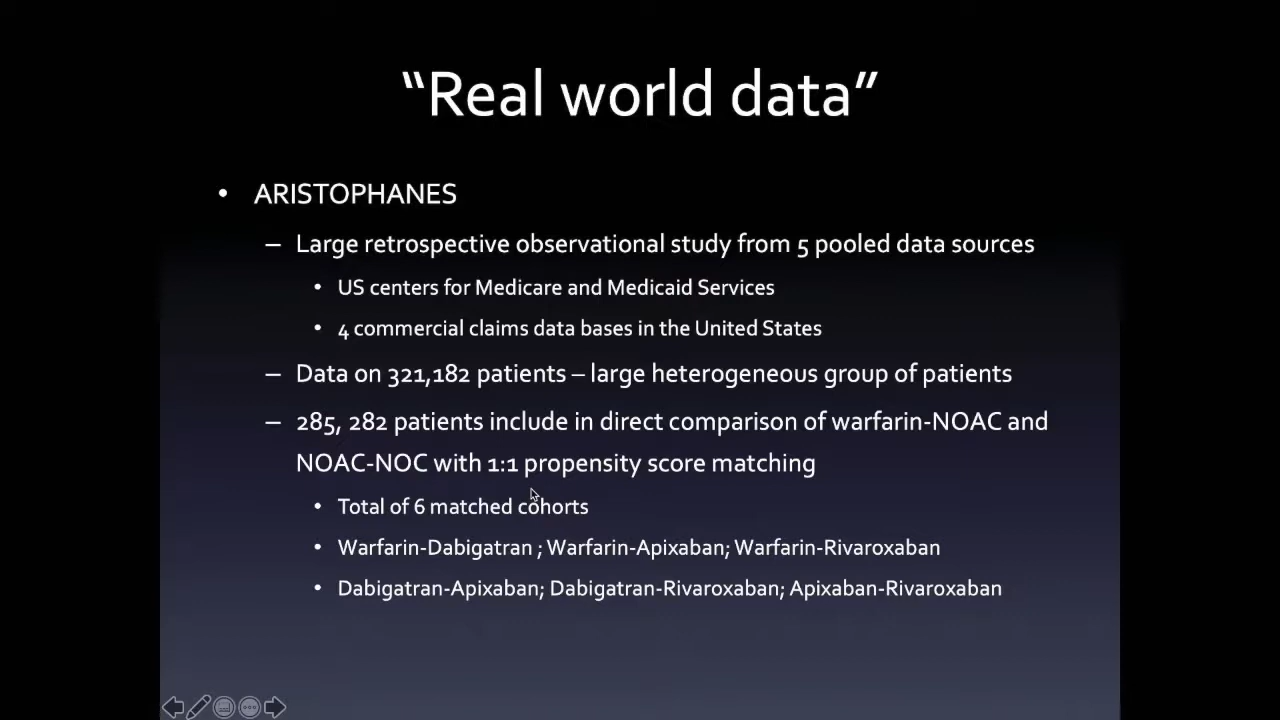 “Real world data”
• ARISTOPHANES
– Large retrospective observational study from 5 pooled data sources
• US centers for Medicare and Medicaid Services
• 4 commercial claims data bases in the United States
– Data on 321,182 patients – large heterogeneous group of patients
– 285, 282 patients include in direct comparison of warfarin-NOAC and
NOAC-NOC with 1:1 propensity score matching
• Total of 6 matched cohorts
• Warfarin-Dabigatran ; Warfarin-Apixaban; Warfarin-Rivaroxaban
• Dabigatran-Apixaban; Dabigatran-Rivaroxaban; Apixaban-Rivaroxaban